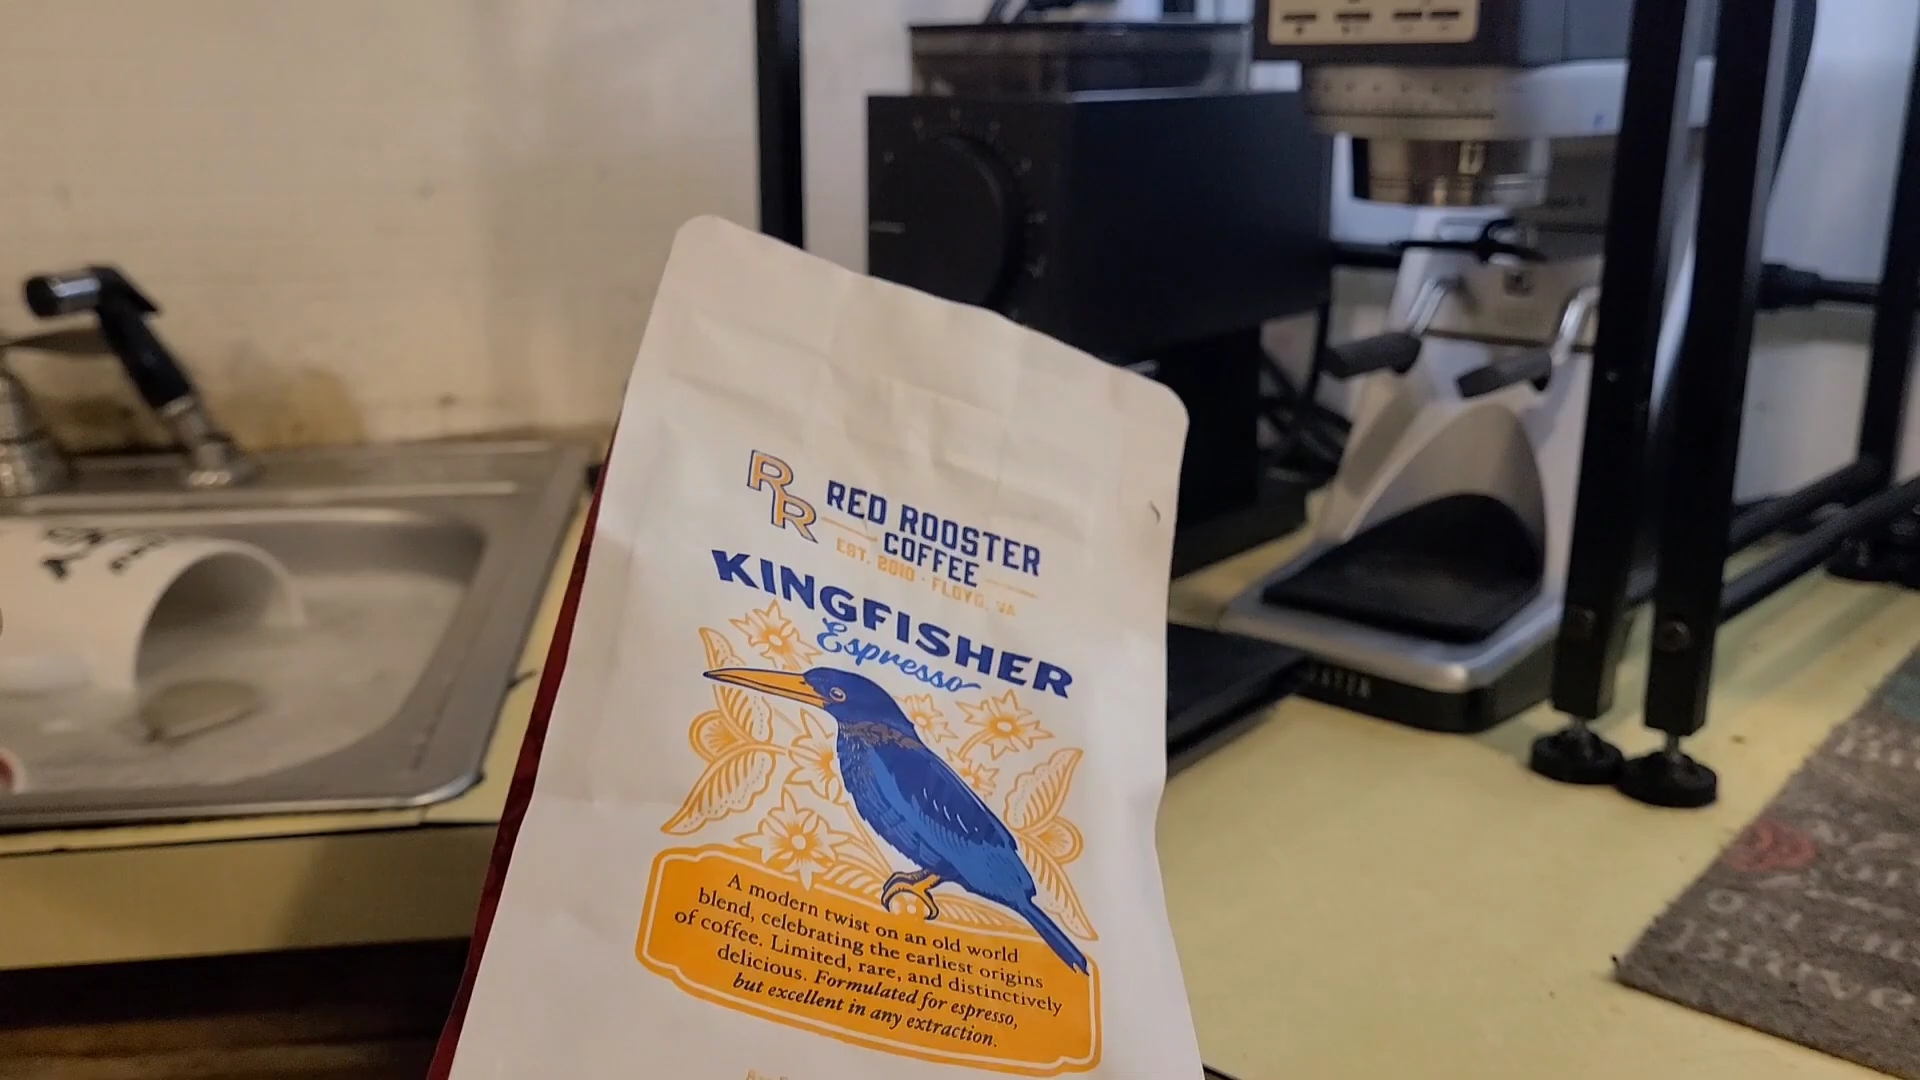 RR
RED ROOSTER
COFFEE
EST. 2010 · FLOYD, VA
KINGFISHER
Espresso
A modern twist on an old world
blend, celebrating the earliest origins
of coffee. Limited, rare, and distinctively
delicious. Formulated for espresso,
but excellent in any extraction.